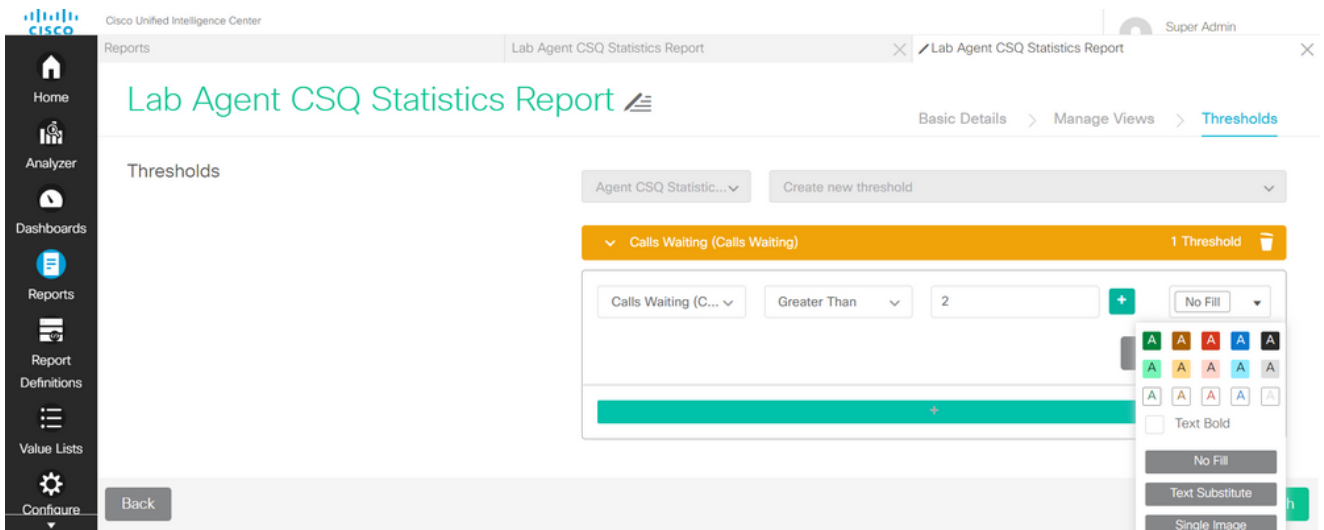 CISCO
Cisco Unified Intelligence Center
Super Admin
Reports
Lab Agent CSQ Statistics Report
Lab Agent CSQ Statistics Report
Home
Analyzer
Dashboards
Reports
Report
Definitions
Value Lists
Configure
Lab Agent CSQ Statistics Report
Basic Details > Manage Views > Thresholds
Thresholds
Agent CSQ Statistic...
Create new threshold
Calls Waiting (Calls Waiting)
1 Threshold
Calls Waiting (C...
Greater Than
2
+
No Fill
A A A A A
A A A A A
A A A A A
Text Bold
No Fill
Text Substitute
Single Image
+
Back
h